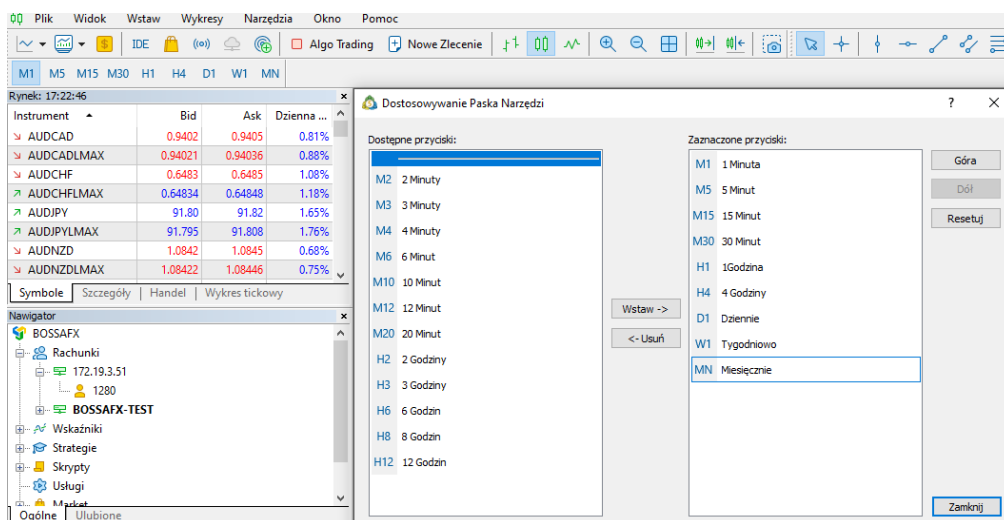 Plik Widok Wstaw Wykresy Narzędzia Okno Pomoc
$ IDE Algo Trading Nowe Zlecenie
M1 M5 M15 M30 H1 H4 D1 W1 MN
Rynek: 17:22:46
Instrument Bid Ask Dzienna ...
AUDCAD 0.9402 0.9405 0.81%
AUDCADLMAX 0.94021 0.94036 0.88%
AUDCHF 0.6483 0.6485 1.08%
AUDCHFLMAX 0.64834 0.64848 1.18%
AUDJPY 91.80 91.82 1.65%
AUDJPYLMAX 91.795 91.808 1.76%
AUDNZD 1.0842 1.0845 0.68%
AUDNZDLMAX 1.08422 1.08446 0.75%
Symbole Szczegóły Handel Wykres tickowy
Nawigator
BOSSAFX
Rachunki
172.19.3.51
1280
BOSSAFX-TEST
Wskaźniki
Strategie
Skrypty
Usługi
Market
Ogólne Ulubione
Dostosowywanie Paska Narzędzi ?
Dostępne przyciski:
M2 2 Minuty
M3 3 Minuty
M4 4 Minuty
M6 6 Minut
M10 10 Minut
M12 12 Minut
M20 20 Minut
H2 2 Godziny
H3 3 Godziny
H6 6 Godzin
H8 8 Godzin
H12 12 Godzin
Wstaw ->
<- Usuń
Zaznaczone przyciski:
M1 1 Minuta
M5 5 Minut
M15 15 Minut
M30 30 Minut
H1 1Godzina
H4 4 Godziny
D1 Dziennie
W1 Tygodniowo
MN Miesięcznie
Góra
Dół
Resetuj
Zamknij